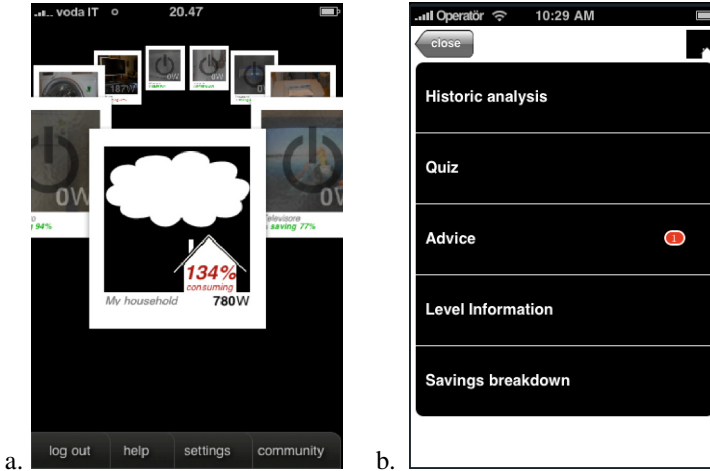 voda IT 20.47
187W
0W
0W
0W
0W
0W
94%
Televisore
saving 77%
134%
consuming
My household 780W
log out help settings community
a.
Operatör 10:29 AM
close
Historic analysis
Quiz
Advice 1
Level Information
Savings breakdown
b.